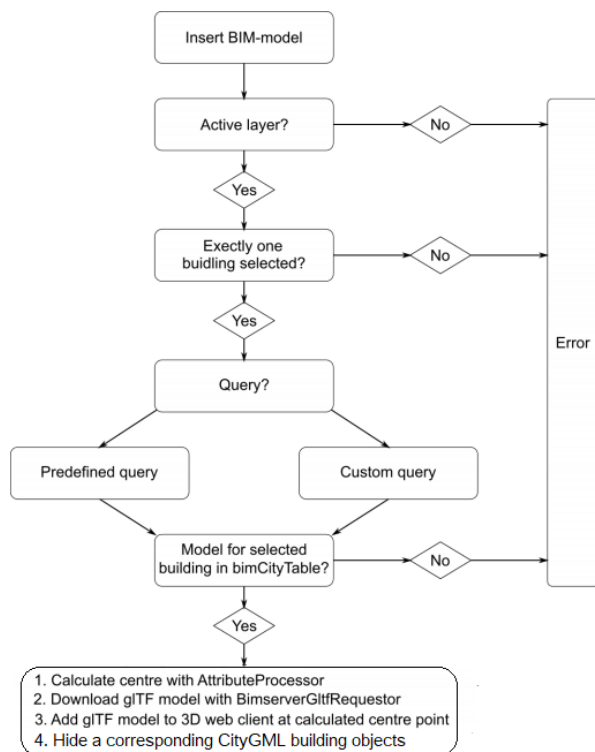 Insert BIM-model
Active layer?
No
Yes
Exectly one
buidling selected?
No
Yes
Error
Query?
Predefined query
Custom query
Model for selected
building in bimCityTable?
No
Yes
1. Calculate centre with AttributeProcessor
2. Download glTF model with BimserverGltfRequestor
3. Add glTF model to 3D web client at calculated centre point
4. Hide a corresponding CityGML building objects